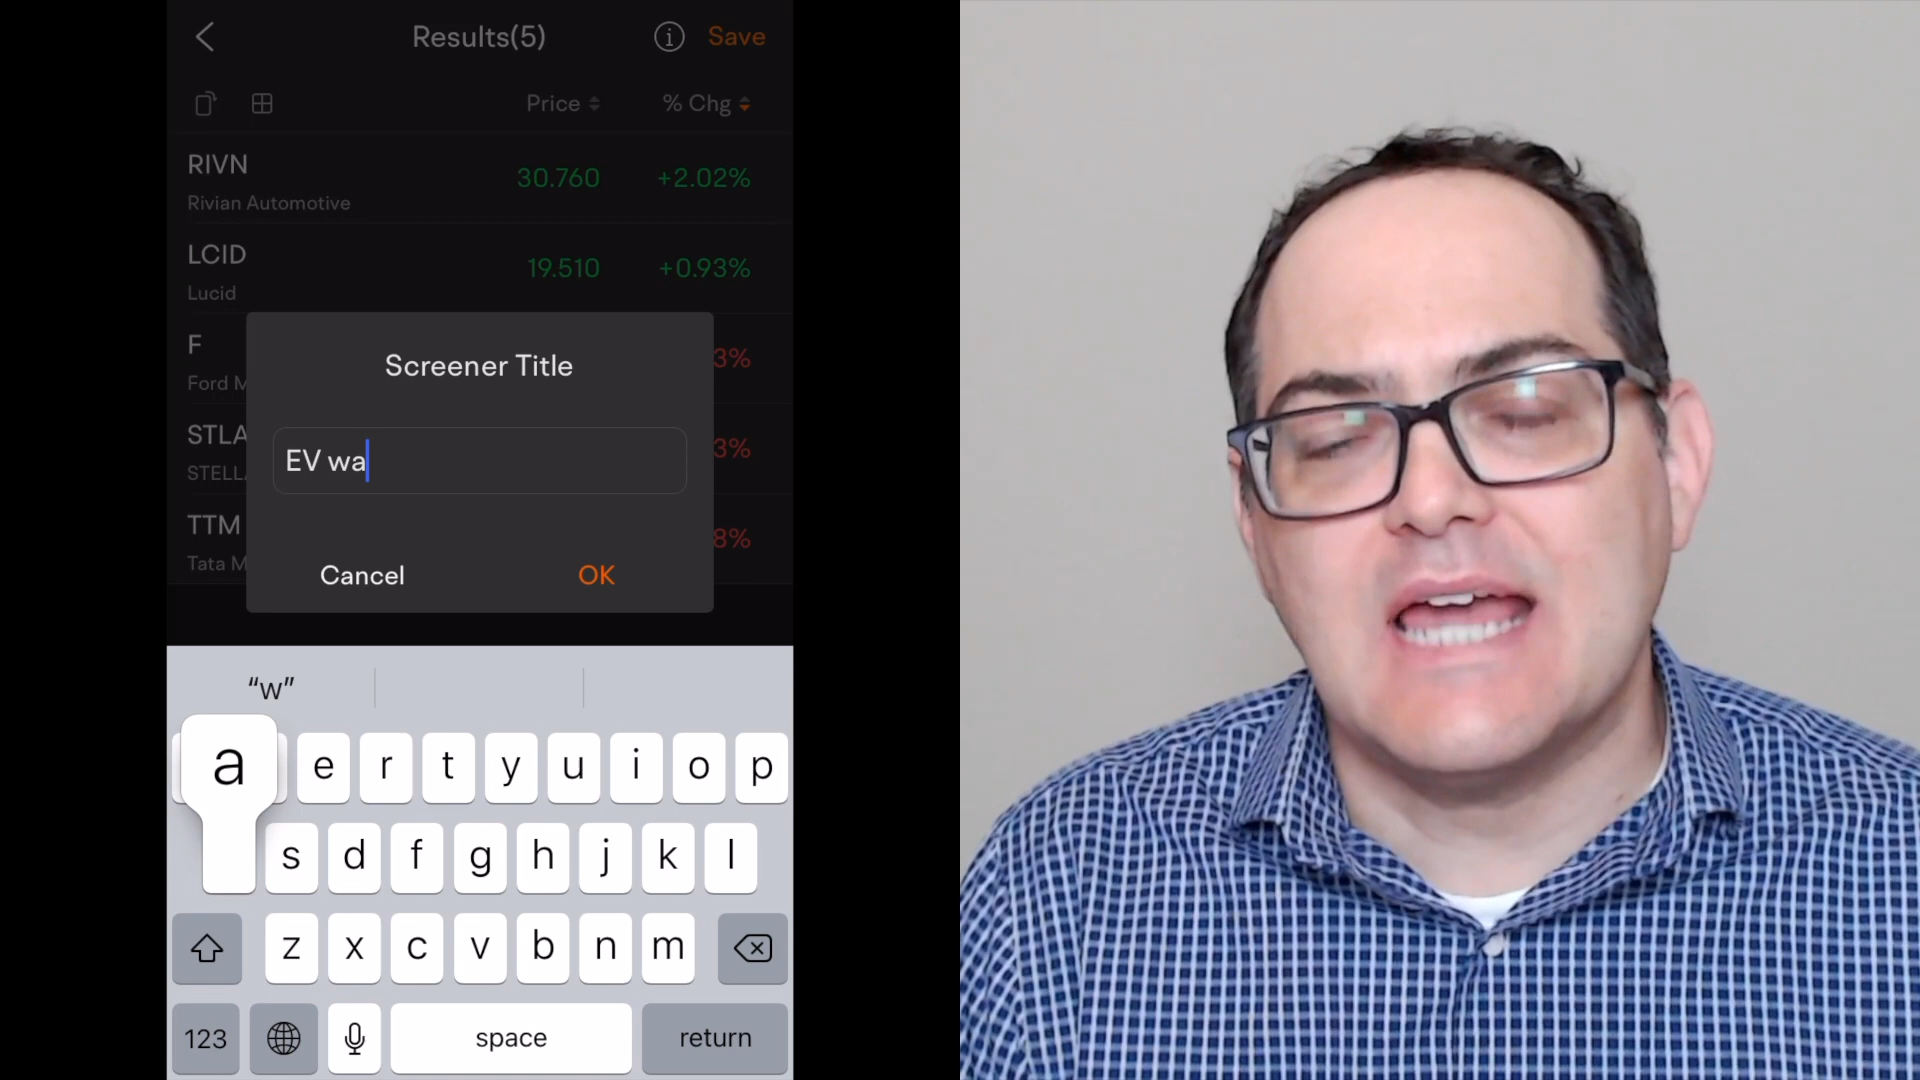 Results(5)
Save
Price
% Chg
RIVN
30.760
+2.02%
Rivian Automotive
LCID
19.510
+0.93%
Lucid
F
3%
Ford M
Screener Title
STLA
3%
EV wa
STELLA
TTM
8%
Tata M
Cancel
OK
“w”
a
e r t y u i o p
s d f g h j k l
z x c v b n m
123
space
return